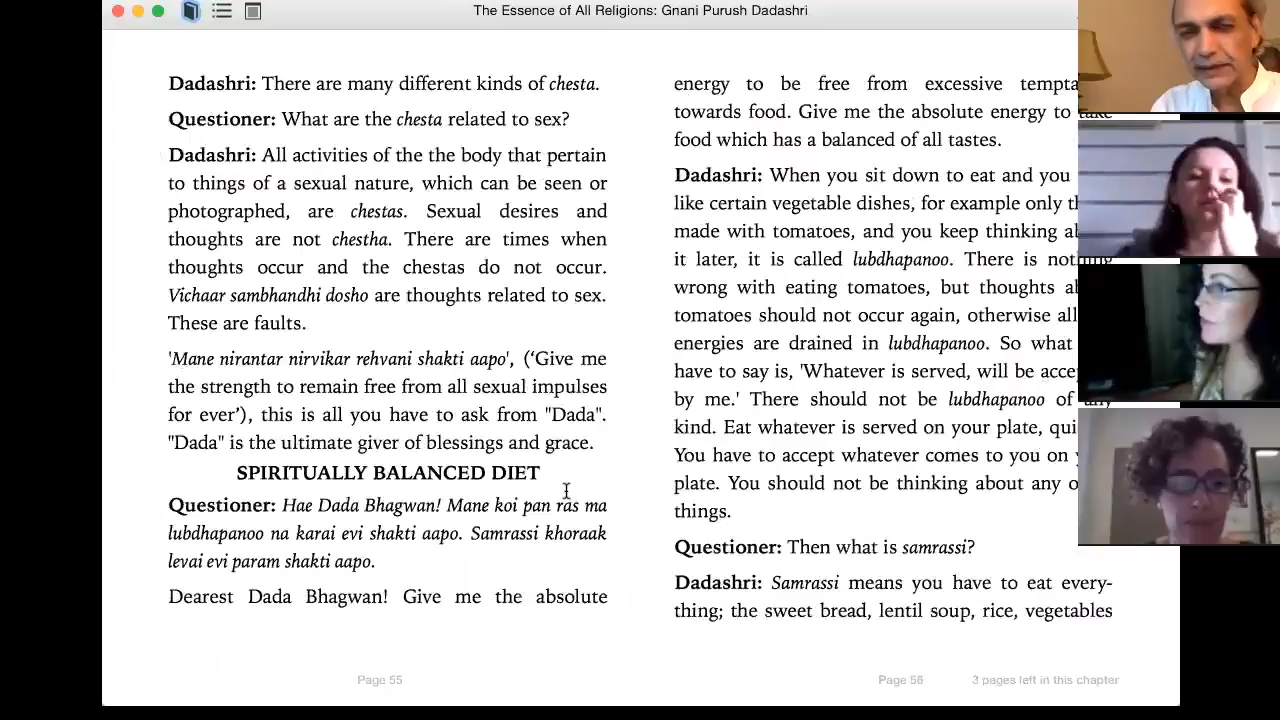 The Essence of All Religions: Gnani Purush Dadashri
Dadashri: There are many different kinds of chesta.
Questioner: What are the chesta related to sex?
Dadashri: All activities of the the body that pertain
to things of a sexual nature, which can be seen or
photographed, are chestas. Sexual desires and
thoughts are not chestha. There are times when
thoughts occur and the chestas do not occur.
Vichaar sambhandhi dosho are thoughts related to sex.
These are faults.
'Mane nirantar nirvikar rehvani shakti aapo', ('Give me
the strength to remain free from all sexual impulses
for ever'), this is all you have to ask from "Dada".
"Dada" is the ultimate giver of blessings and grace.
SPIRITUALLY BALANCED DIET
Questioner: Hae Dada Bhagwan! Mane koi pan ras ma
lubdhapanoo na karai evi shakti aapo. Samrassi khoraak
levai evi param shakti aapo.
Dearest Dada Bhagwan! Give me the absolute
Page 55
energy to be free from excessive
towards food. Give me the absolute energy to take
food which has a balanced of all tastes.
Dadashri: When you sit down to eat and you
like certain vegetable dishes, for example only
made with tomatoes, and you keep thinking
it later, it is called lubdhapanoo. There is nothing
wrong with eating tomatoes, but thoughts
tomatoes should not occur again, otherwise all
energies are drained in lubdhapanoo. So what
have to say is, 'Whatever is served, will be
by me.' There should not be lubdhapanoo of any
kind. Eat whatever is served on your plate,
You have to accept whatever comes to you on
plate. You should not be thinking about any
things.
Questioner: Then what is samrassi?
Dadashri: Samrassi means you have to eat every-
thing; the sweet bread, lentil soup, rice, vegetables
Page 56
3 pages left in this chapter